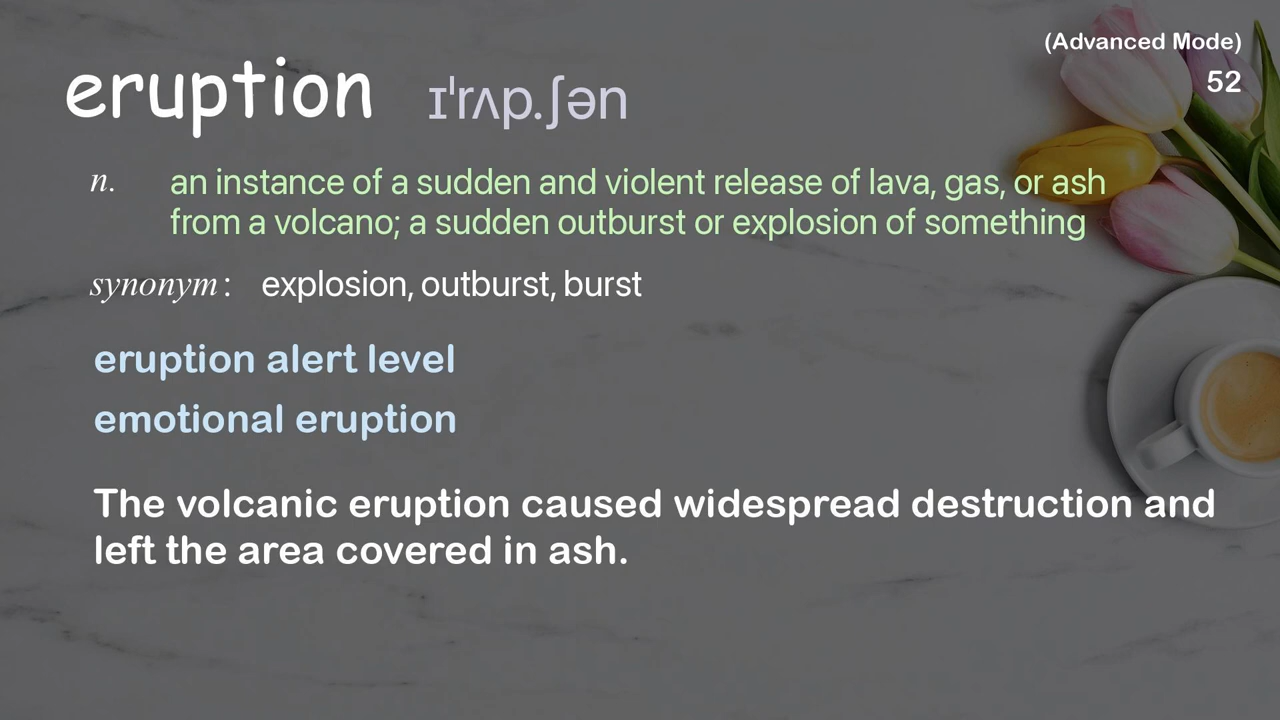 (Advanced Mode)
52
eruption ɪˈrʌp.ʃən
n. an instance of a sudden and violent release of lava, gas, or ash
from a volcano; a sudden outburst or explosion of something
synonym: explosion, outburst, burst
eruption alert level
emotional eruption
The volcanic eruption caused widespread destruction and
left the area covered in ash.